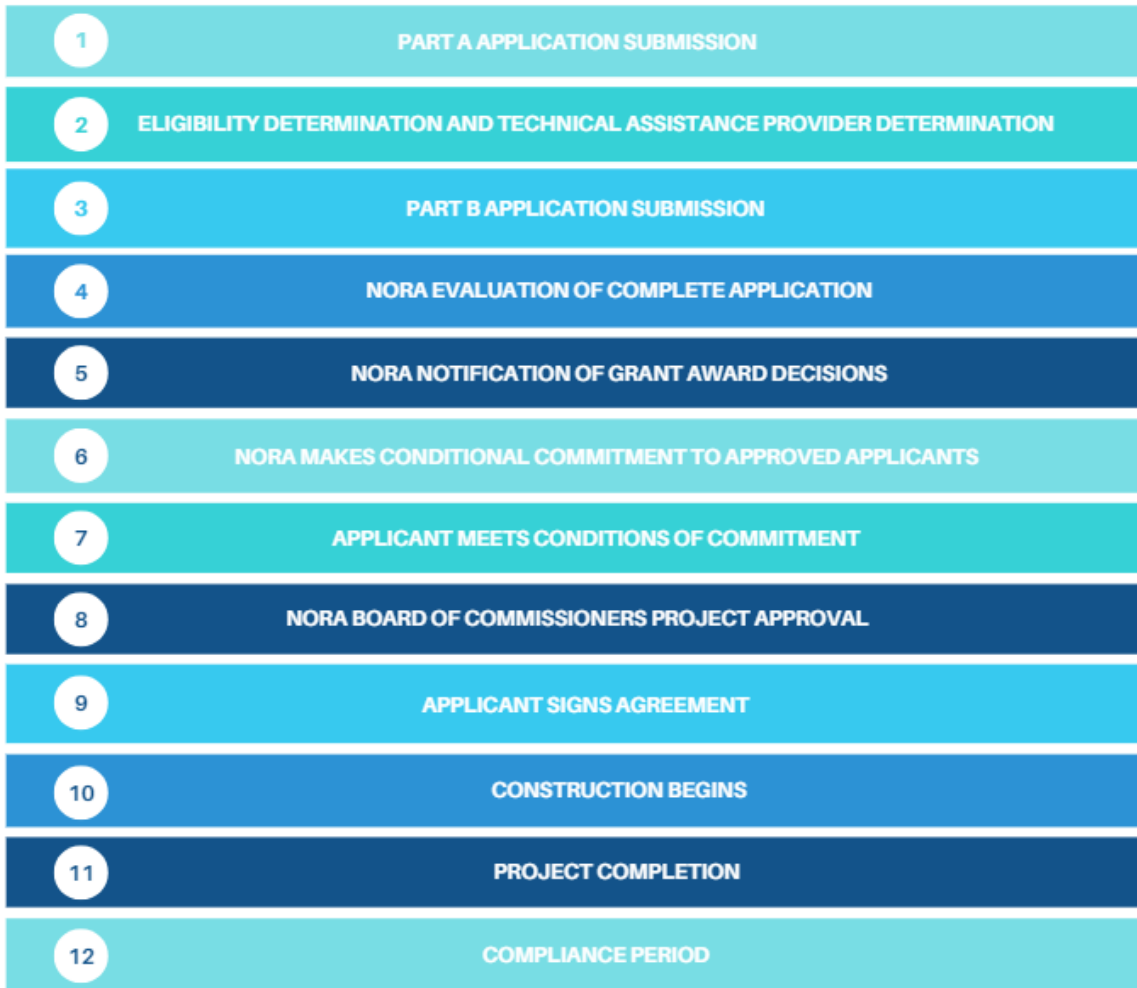 1 PART A APPLICATION SUBMISSION
2 ELIGIBILITY DETERMINATION AND TECHNICAL ASSISTANCE PROVIDER DETERMINATION
3 PART B APPLICATION SUBMISSION
4 NORA EVALUATION OF COMPLETE APPLICATION
5 NORA NOTIFICATION OF GRANT AWARD DECISIONS
6 NORA MAKES CONDITIONAL COMMITMENT TO APPROVED APPLICANTS
7 APPLICANT MEETS CONDITIONS OF COMMITMENT
8 NORA BOARD OF COMMISSIONERS PROJECT APPROVAL
9 APPLICANT SIGNS AGREEMENT
10 CONSTRUCTION BEGINS
11 PROJECT COMPLETION
12 COMPLIANCE PERIOD